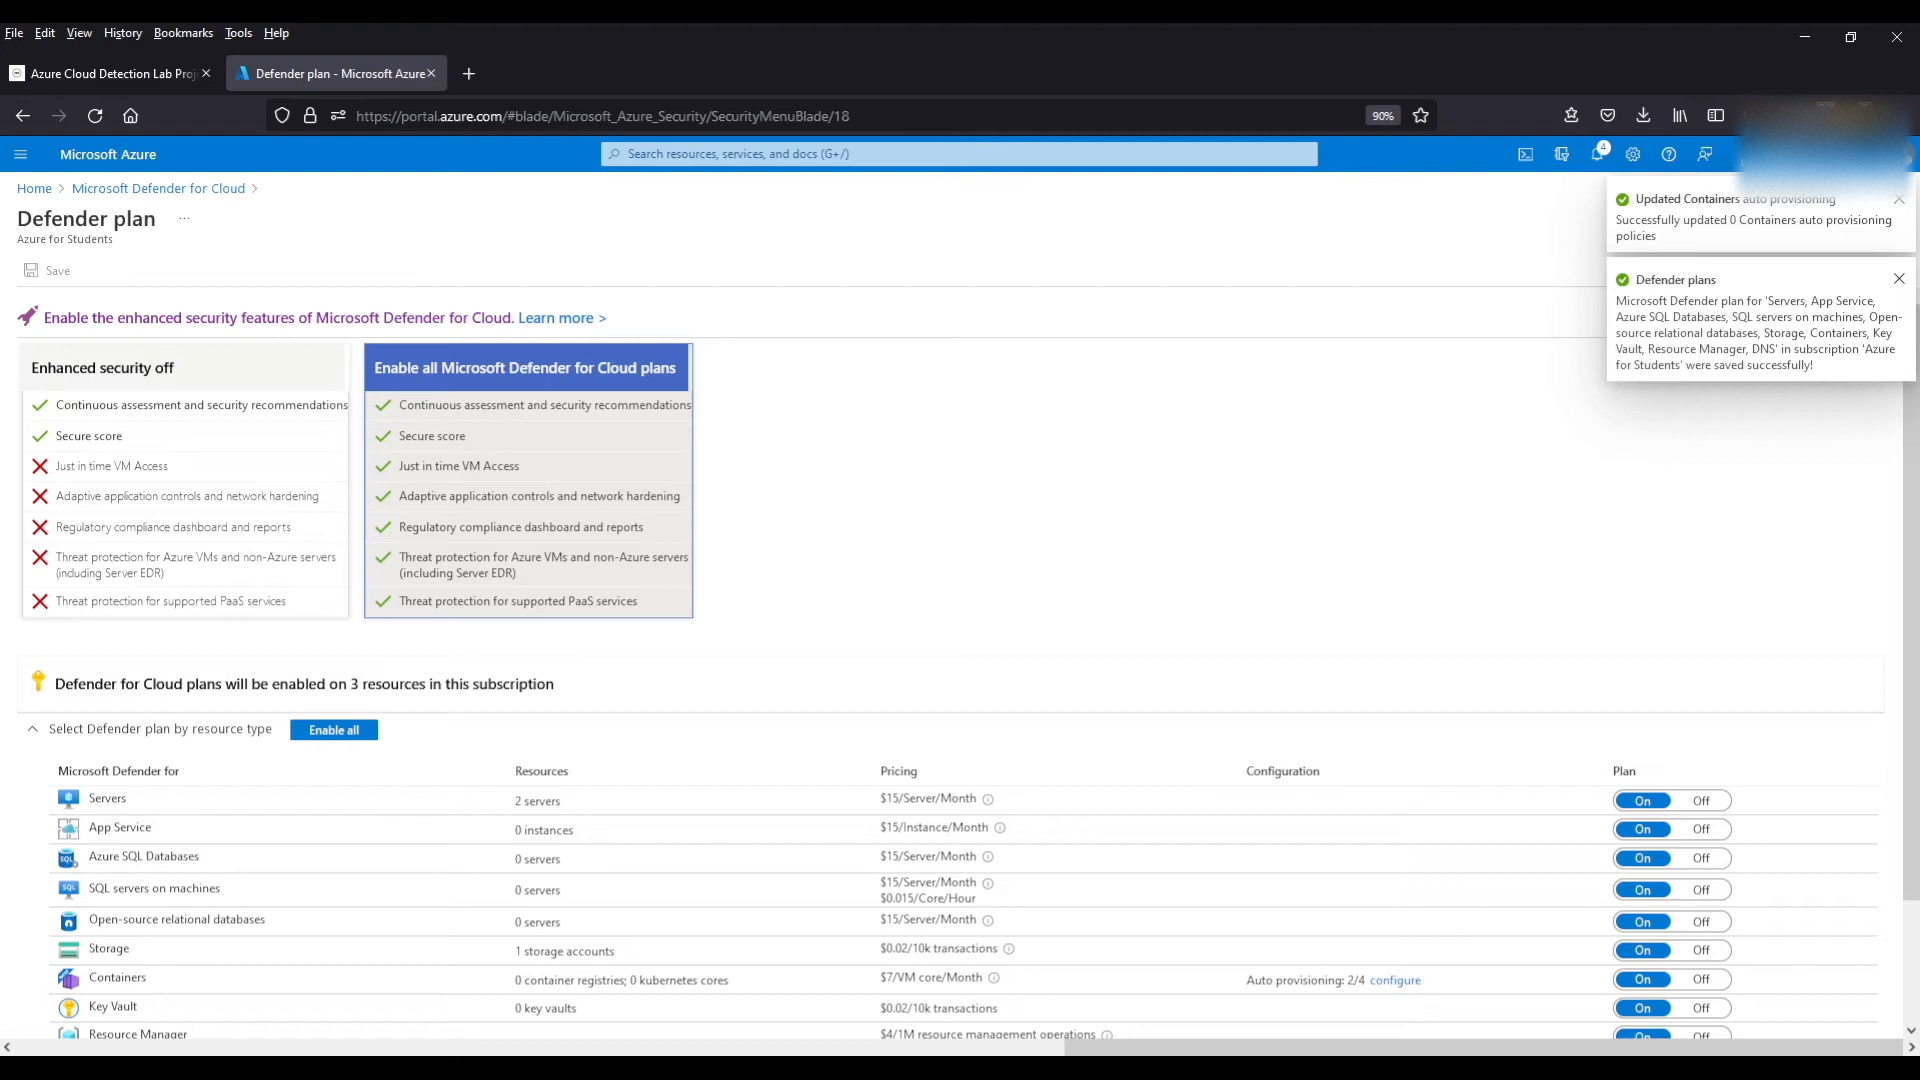 File Edit View History Bookmarks Tools Help
Azure Cloud Detection Lab Proj
Defender plan - Microsoft Azure
https://portal.azure.com/#blade/Microsoft_Azure_Security/SecurityMenuBlade/18
90%
Microsoft Azure
Search resources, services, and docs (G+/)
4
Home > Microsoft Defender for Cloud >
Defender plan ...
Azure for Students
Save
Updated Containers auto provisioning
Successfully updated 0 Containers auto provisioning
policies
Defender plans
Microsoft Defender plan for 'Servers, App Service,
Azure SQL Databases, SQL servers on machines, Open-
source relational databases, Storage, Containers, Key
Vault, Resource Manager, DNS' in subscription 'Azure
for Students' were saved successfully!
Enable the enhanced security features of Microsoft Defender for Cloud. Learn more >
Enhanced security off
Continuous assessment and security recommendations
Secure score
Just in time VM Access
Adaptive application controls and network hardening
Regulatory compliance dashboard and reports
Threat protection for Azure VMs and non-Azure servers
(including Server EDR)
Threat protection for supported PaaS services
Enable all Microsoft Defender for Cloud plans
Continuous assessment and security recommendations
Secure score
Just in time VM Access
Adaptive application controls and network hardening
Regulatory compliance dashboard and reports
Threat protection for Azure VMs and non-Azure servers
(including Server EDR)
Threat protection for supported PaaS services
Defender for Cloud plans will be enabled on 3 resources in this subscription
Select Defender plan by resource type Enable all
Microsoft Defender for Resources Pricing Configuration Plan
Servers 2 servers $15/Server/Month On Off
App Service 0 instances $15/Instance/Month On Off
Azure SQL Databases 0 servers $15/Server/Month On Off
SQL servers on machines 0 servers $15/Server/Month On Off
$0.015/Core/Hour
Open-source relational databases 0 servers $15/Server/Month On Off
Storage 1 storage accounts $0.02/10k transactions On Off
Containers 0 container registries; 0 kubernetes cores $7/VM core/Month Auto provisioning: 2/4 configure On Off
Key Vault 0 key vaults $0.02/10k transactions On Off
Resource Manager $4/1M resource management operations On Off